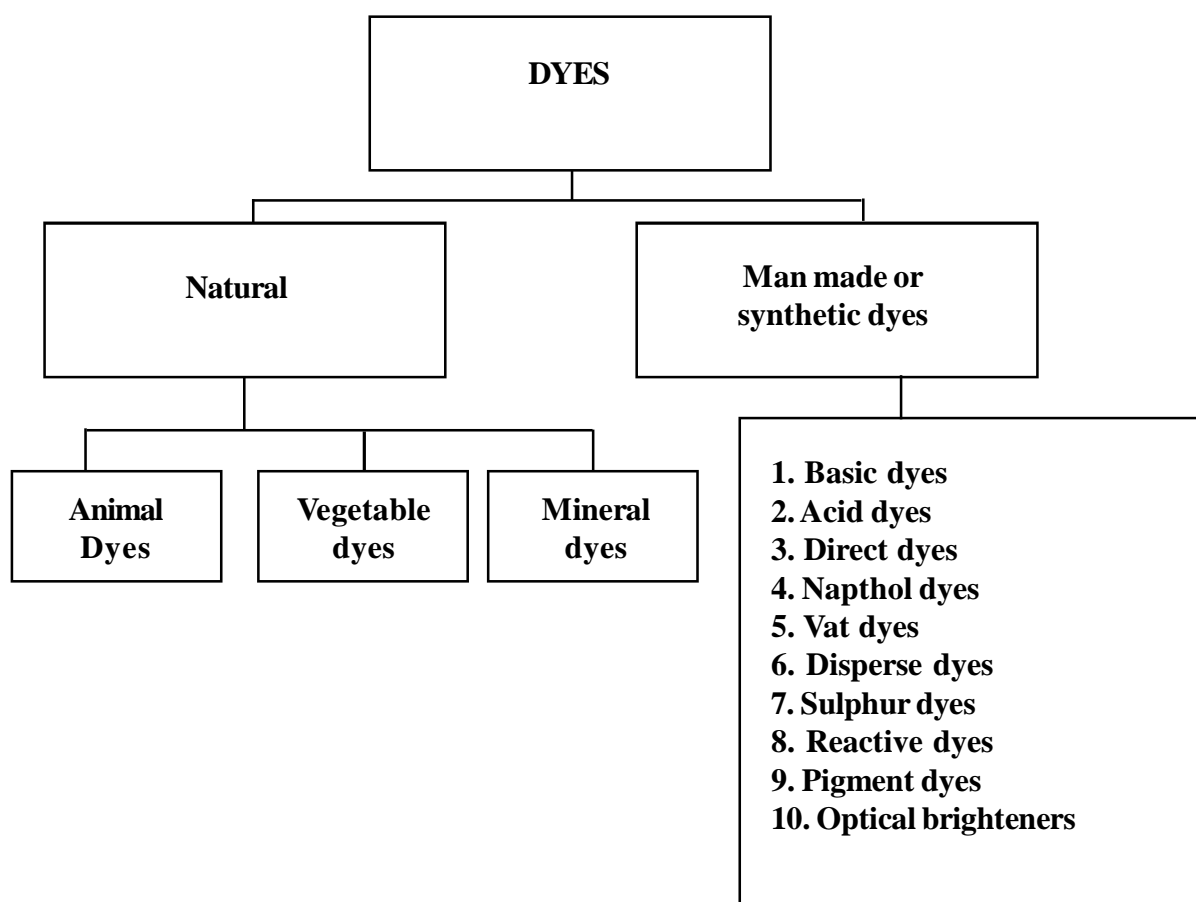 DYES
Natural
Man made or
synthetic dyes
Animal
Dyes
Vegetable
dyes
Mineral
dyes
1. Basic dyes
2. Acid dyes
3. Direct dyes
4. Napthol dyes
5. Vat dyes
6. Disperse dyes
7. Sulphur dyes
8. Reactive dyes
9. Pigment dyes
10. Optical brighteners